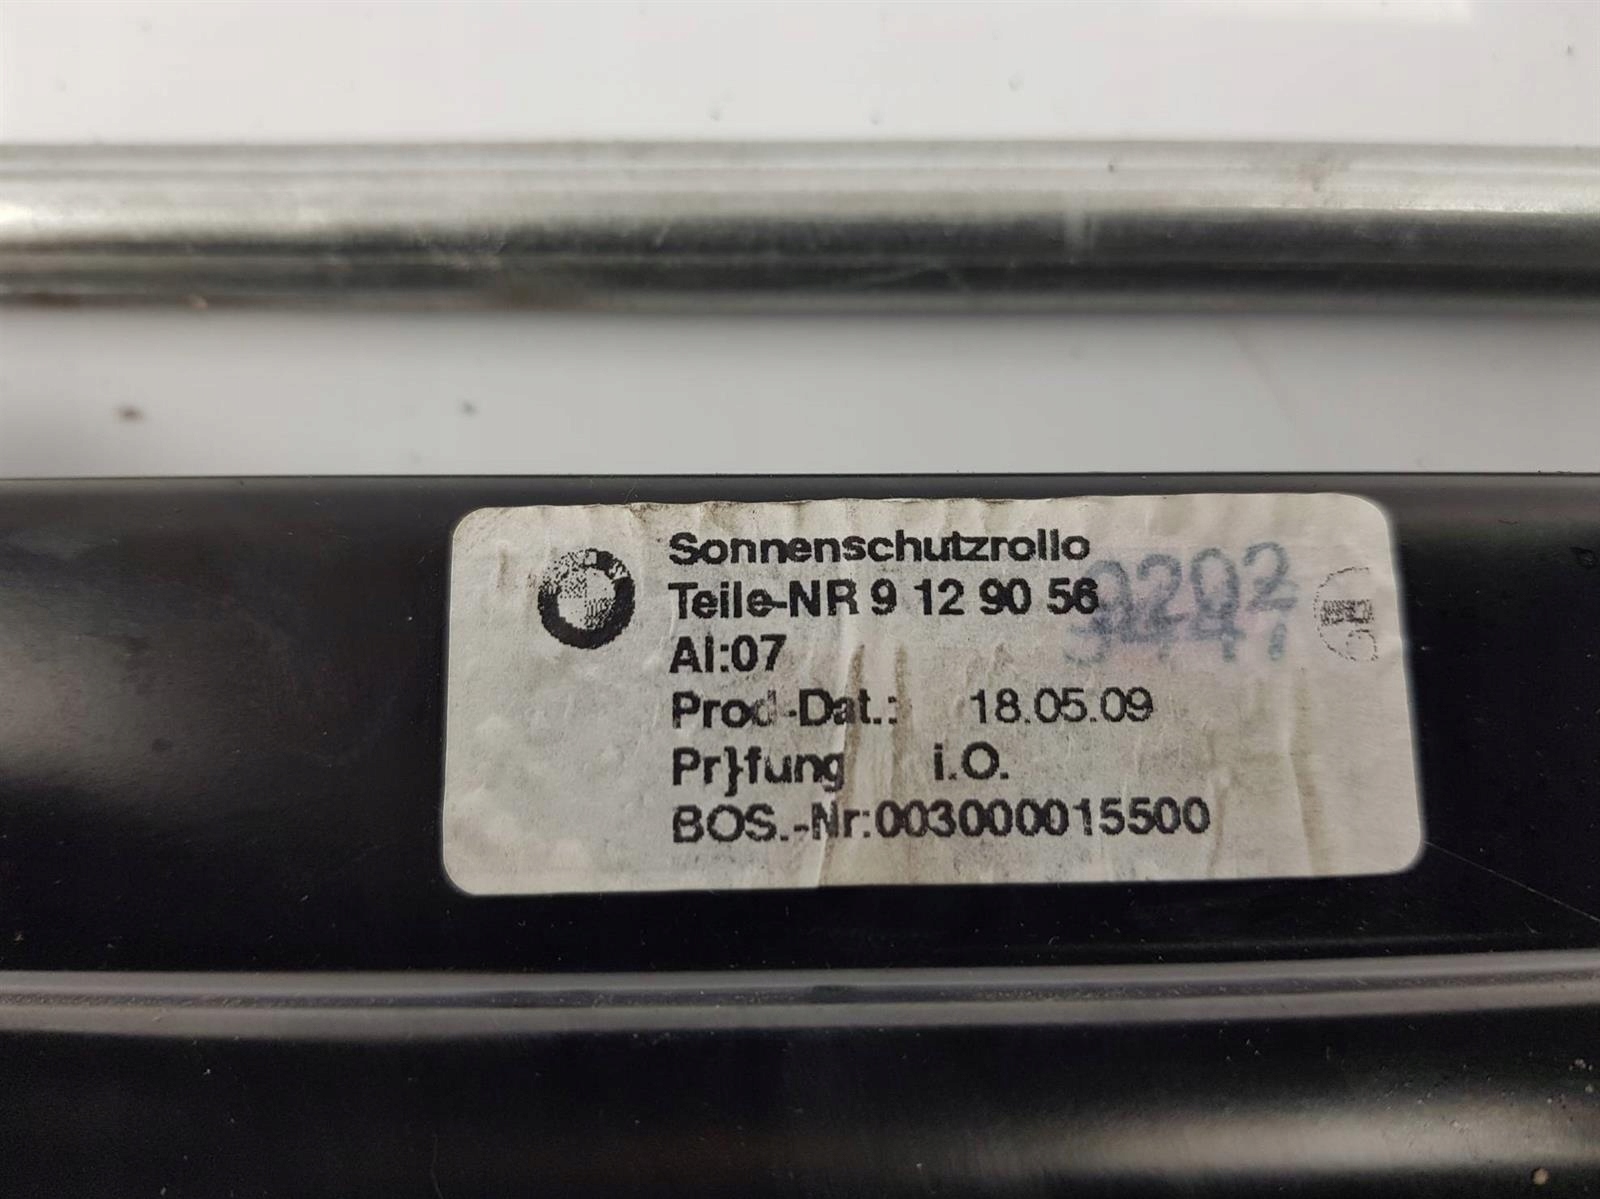 Sonnenschutzrollo
Teile-NR 9 12 90 56
AI:07
Prod-Dat.: 18.05.09
Pr}fung i.O.
BOS.-Nr:003000015500